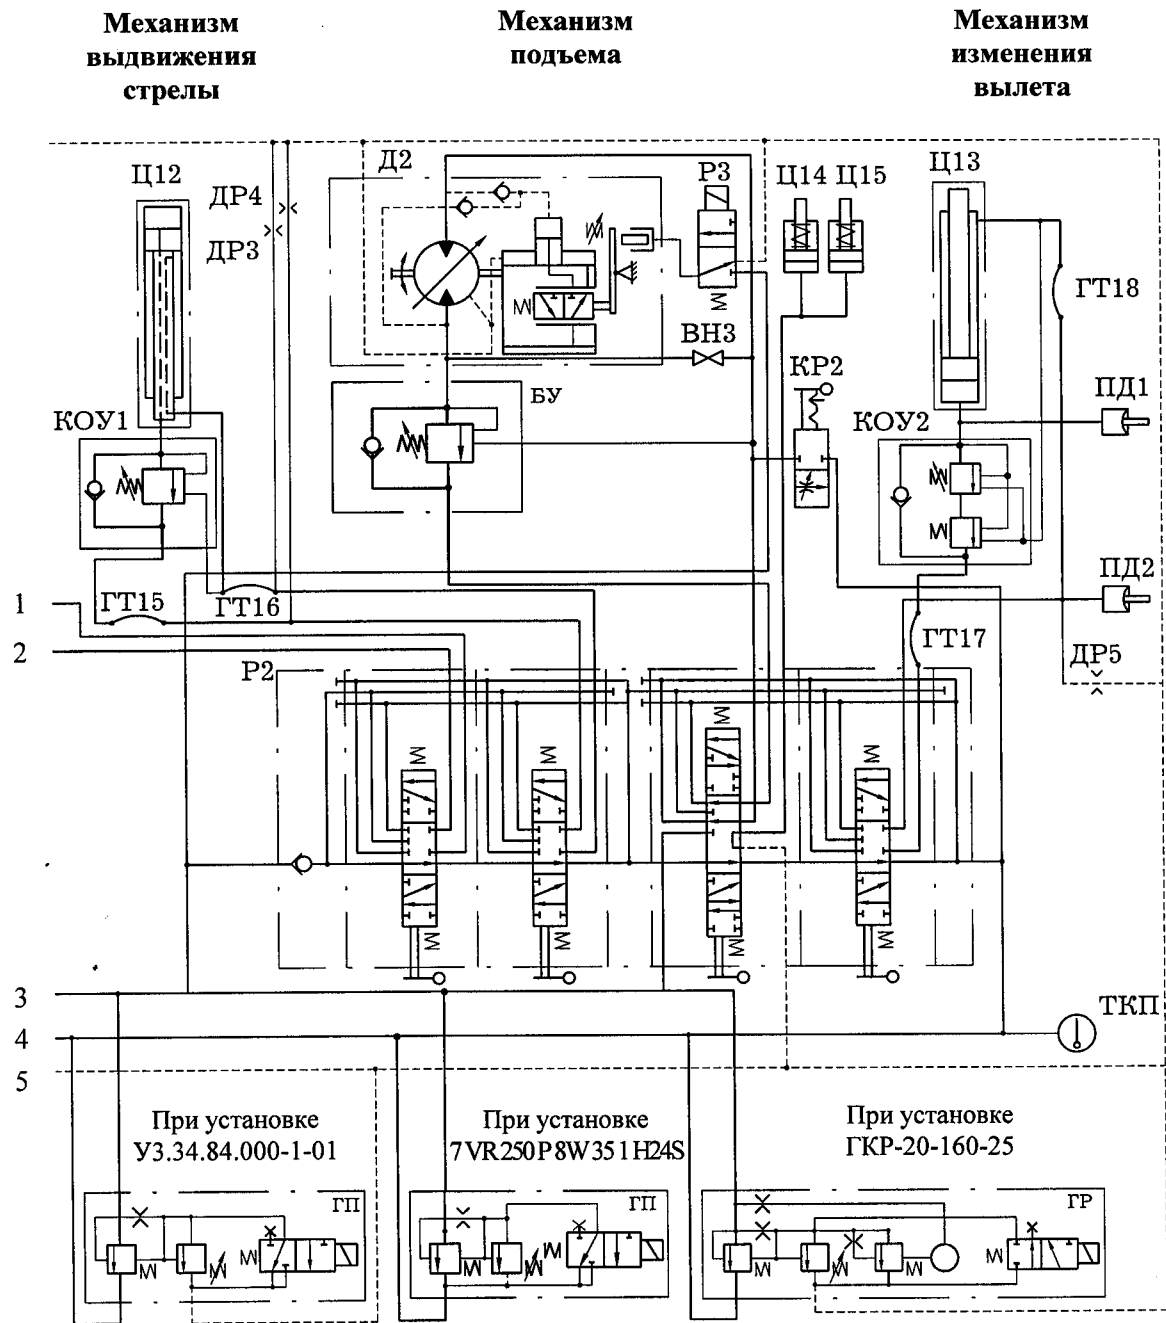 Механизм
выдвижения
стрелы
Механизм
подъема
Механизм
изменения
вылета
Ц12
ДР4
ДР3
Д2
Р3
Ц14
Ц15
Ц13
ГТ18
ВН3
КР2
БУ
КОУ1
КОУ2
ПД1
ПД2
ГТ15
ГТ16
ГТ17
ДР5
Р2
1
2
3
4
5
ТКП
При установке
У3.34.84.000-1-01
При установке
7VR250P8W351H24S
При установке
ГКР-20-160-25
ГП
ГП
ГР